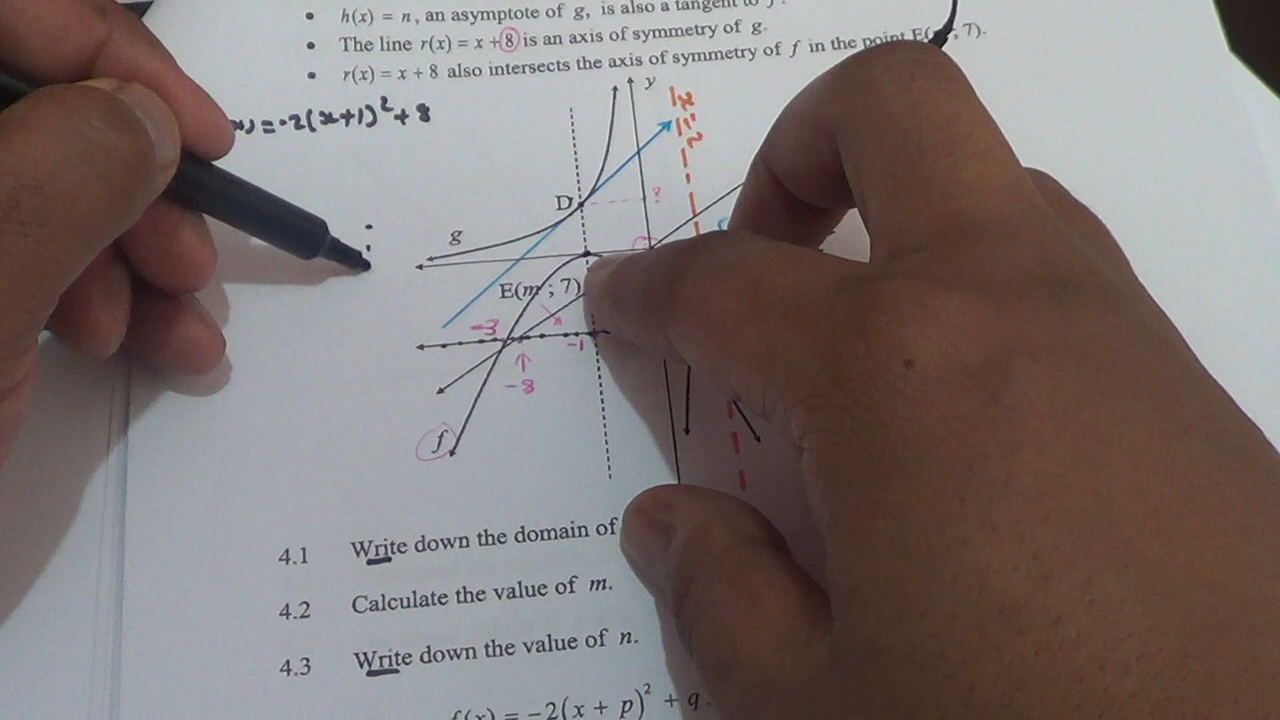 • h(x) = n, an asymptote of g, is also a tangent to f.
• The line r(x) = x + 8 is an axis of symmetry of g.
• r(x) = x + 8 also intersects the axis of symmetry of f in the point E( ; 7).
x) = -2(x+1)² + 8
y
D
?
g
E(m ; 7)
-3
-1
-8
f
4.1 Write down the domain of
4.2 Calculate the value of m.
4.3 Write down the value of n.
f(x) = -2(x + p)² + q